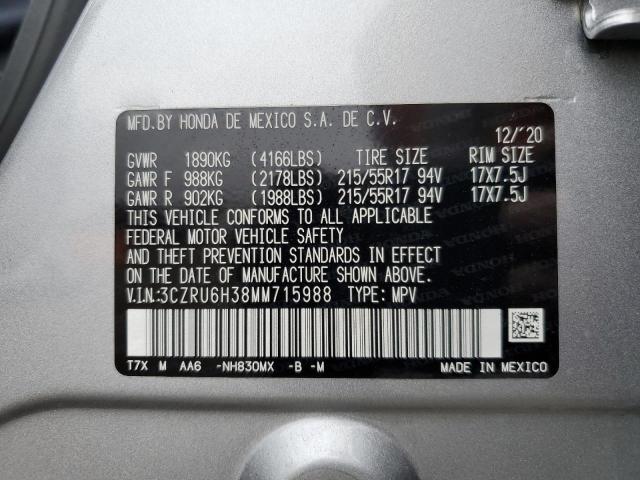 MFD.BY HONDA DE MEXICO S.A. DE C.V.
12/'20
GVWR 1890KG (4166LBS) TIRE SIZE RIM SIZE
GAWR F 988KG (2178LBS) 215/55R17 94V 17X7.5J
GAWR R 902KG (1988LBS) 215/55R17 94V 17X7.5J
THIS VEHICLE CONFORMS TO ALL APPLICABLE
FEDERAL MOTOR VEHICLE SAFETY
AND THEFT PREVENTION STANDARDS IN EFFECT
ON THE DATE OF MANUFACTURE SHOWN ABOVE.
V.I.N.:3CZRU6H38MM715988 TYPE: MPV
T7X M AA6 -NH830MX -B -M MADE IN MEXICO